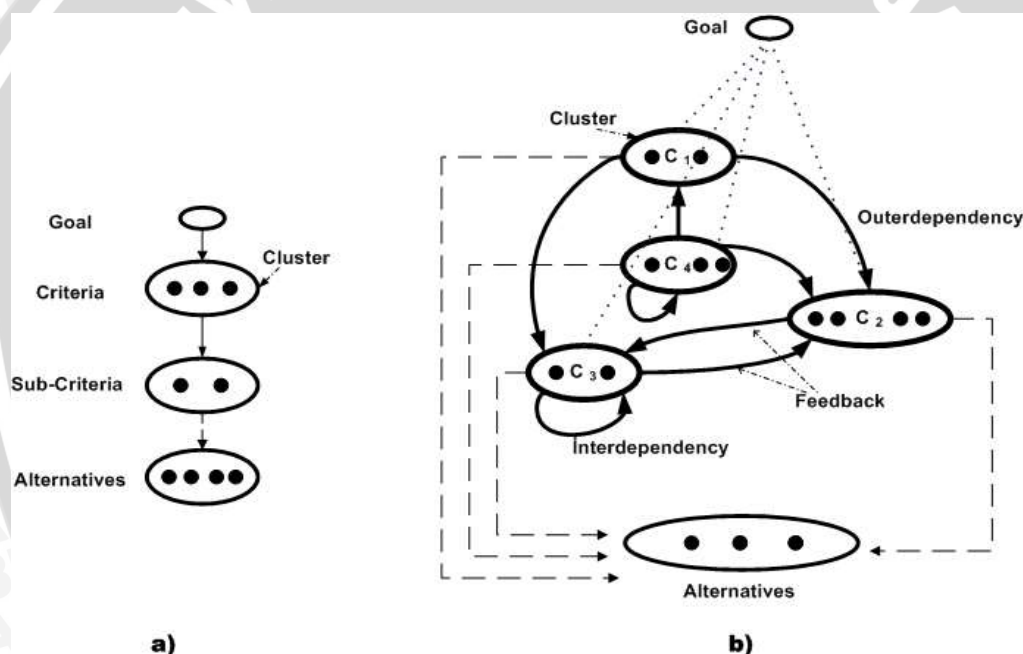 Goal
Cluster
Criteria
Sub-Criteria
Alternatives
a)
Goal
Cluster
C 1
Outerdependency
C 4
C 2
C 3
Feedback
Interdependency
Alternatives
b)